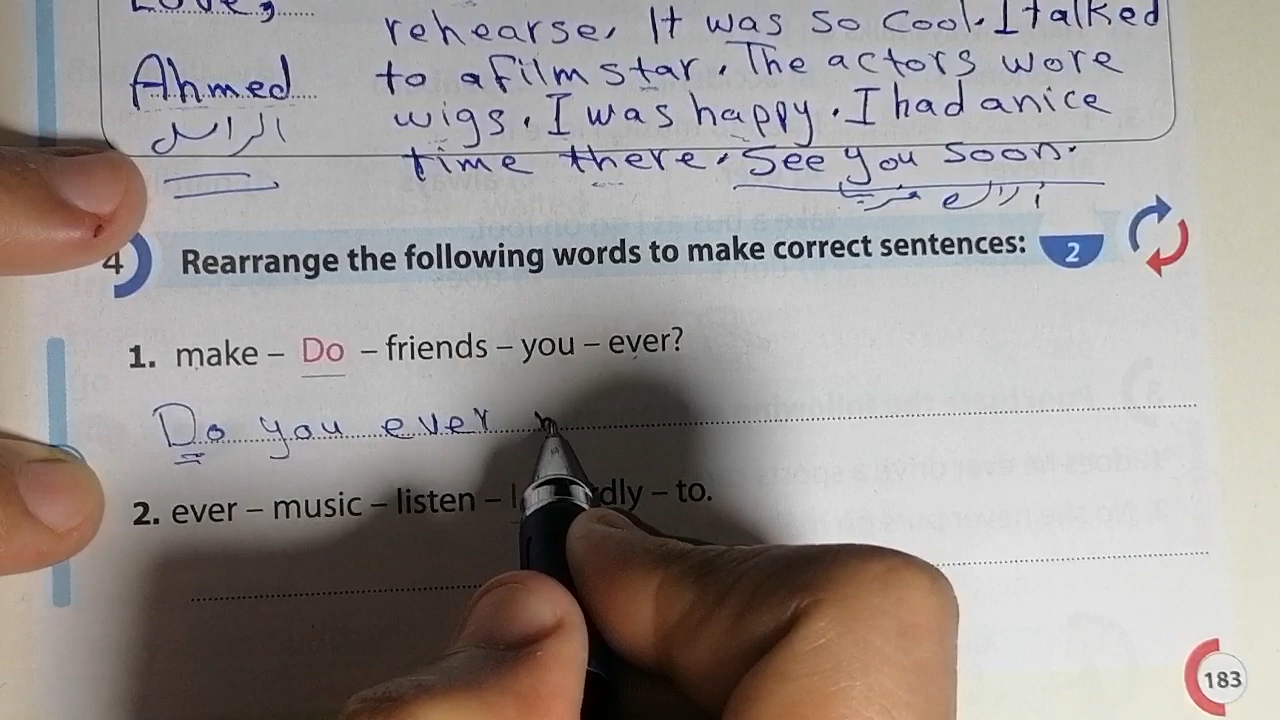 Love,
rehearse. It was so cool. I talked
Ahmed
to a film star. The actors wore
الراسل
wigs. I was happy. I had a nice
time there. See you soon.
4 Rearrange the following words to make correct sentences: 2
1. make – Do – friends – you – ever?
Do you ever
2. ever – music – listen – to.
183